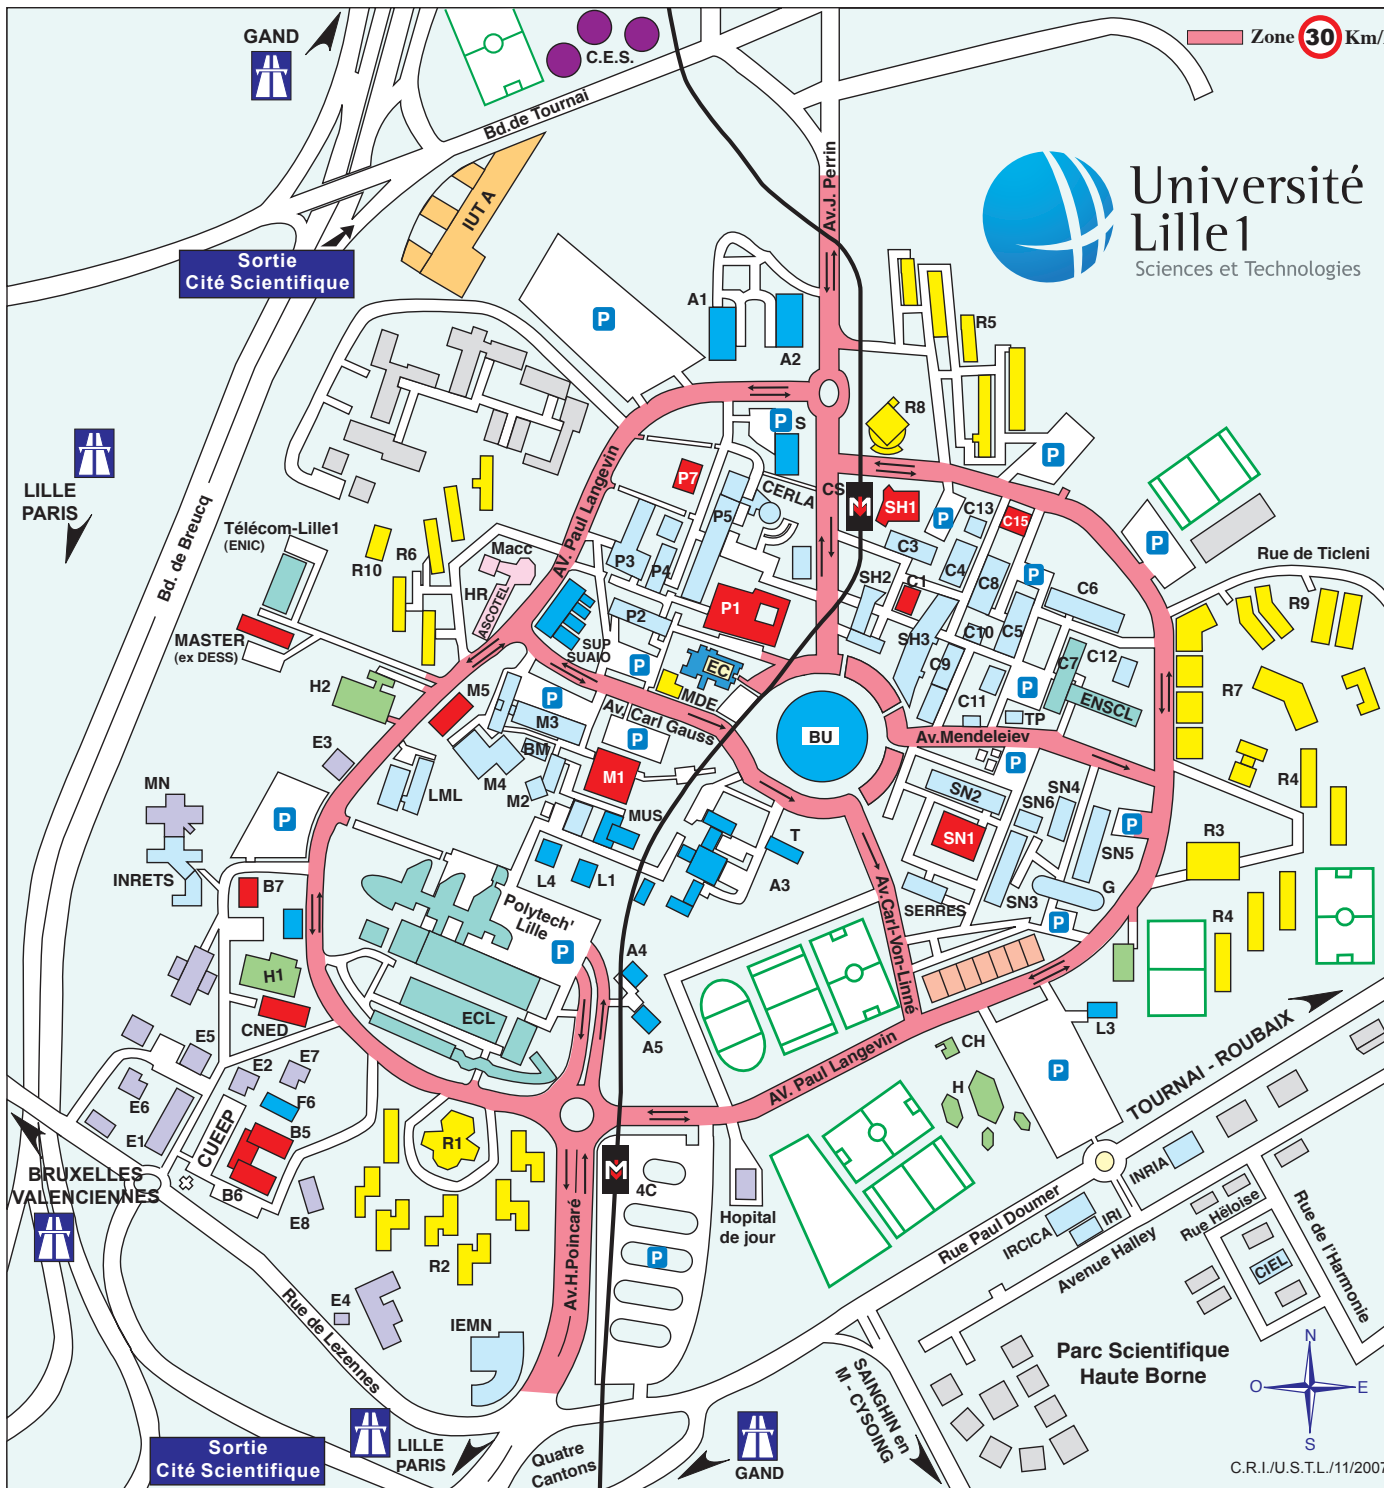 GAND
C.E.S.
Zone 30 Km/
Bd.de Tournai
Av.J. Perrin
IUT A
Université
Lille1
Sciences et Technologies
Sortie
Cité Scientifique
P
A1
A2
R5
R8
P
S
P
LILLE
PARIS
Bd. de Breucq
AV. Paul Langevin
P7
CERLA
CS
M
SH1
P
C13
C15
P
Télécom-Lille1
(ENIC)
R10
R6
Macc
HR
ASCOTEL
P5
P3
P4
P2
P1
C3
C4
C8
P
C6
SH2
C1
Rue de Ticleni
R9
MASTER
(ex DESS)
SUP
SUAIO
P
EC
MDE
SH3
C10
C5
C9
C7
C12
ENSCL
C11
P
TP
R7
H2
M5
P
M3
Av. Carl Gauss
P
BU
Av.Mendeleiev
E3
BM
M4
M2
M1
LML
P
SN2
SN4
SN6
R4
MN
P
MUS
T
SN1
P
SN5
R3
INRETS
B7
L4
L1
A3
G
Polytech'
Lille
P
SERRES
SN3
P
R4
H1
CNED
ECL
A4
A5
Av.Carl-Von-Linné
L3
E5
E2
E7
E6
F6
E1
CUEEP
B5
B6
E8
AV. Paul Langevin
CH
H
P
TOURNAI - ROUBAIX
BRUXELLES
VALENCIENNES
R1
R2
M
4C
P
Hopital
de jour
INRIA
IRI
IRCICA
Rue Paul Doumer
Avenue Halley
Rue Hëloise
Rue de l'Harmonie
CIEL
Av.H.Poincaré
E4
IEMN
Rue de Lezennes
Parc Scientifique
Haute Borne
N
O
E
S
SAINGHIN en
M - CYSOING
Sortie
Cité Scientifique
LILLE
PARIS
Quatre
Cantons
GAND
C.R.I./U.S.T.L./11/2007